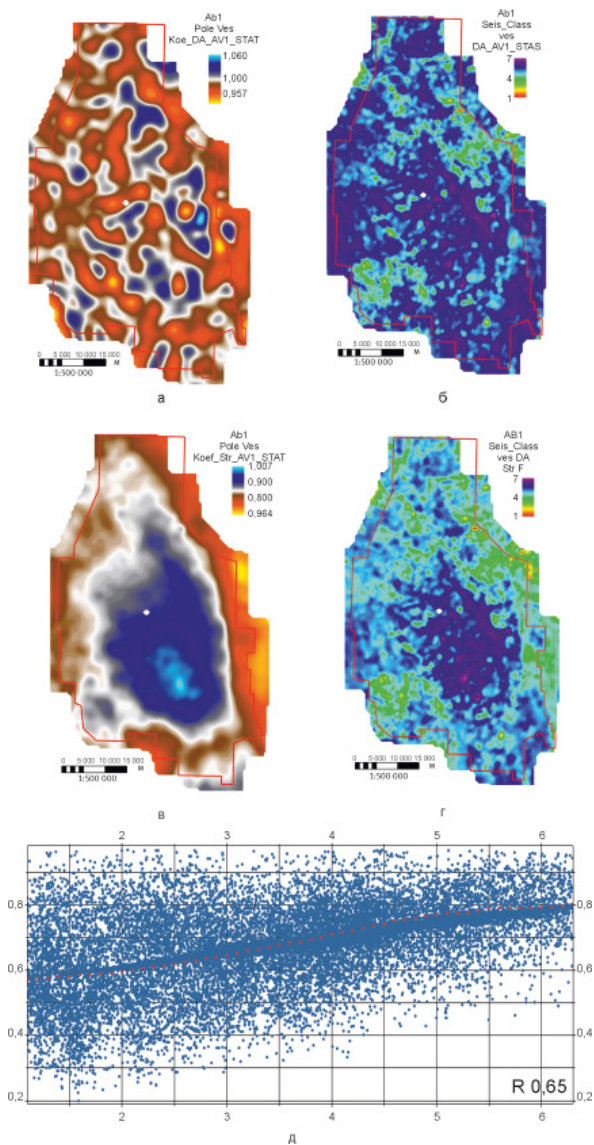 Ab1
Pole Ves
Koe_DA_AV1_STAT
1,060
1,000
0,957
0 5 000 10 000 15 000
м
1:500 000
а
Ab1
Seis_Class
ves
DA_AV1_STAS
7
1
0 5 000 10 000 15 000
м
1:500 000
б
Ab1
Pole Ves
Koef_Str_AV1_STAT
1,007
0,900
0,800
0,964
0 5 000 10 000 15 000
м
1:500 000
в
AB1
Seis_Class
ves DA
Str F
7
1
0 5 000 10 000 15 000
м
1:500 000
г
2 3 4 5 6
0,8 0,8
0,6 0,6
0,4 0,4
0,2 0,2
R 0,65
2 3 4 5 6
д